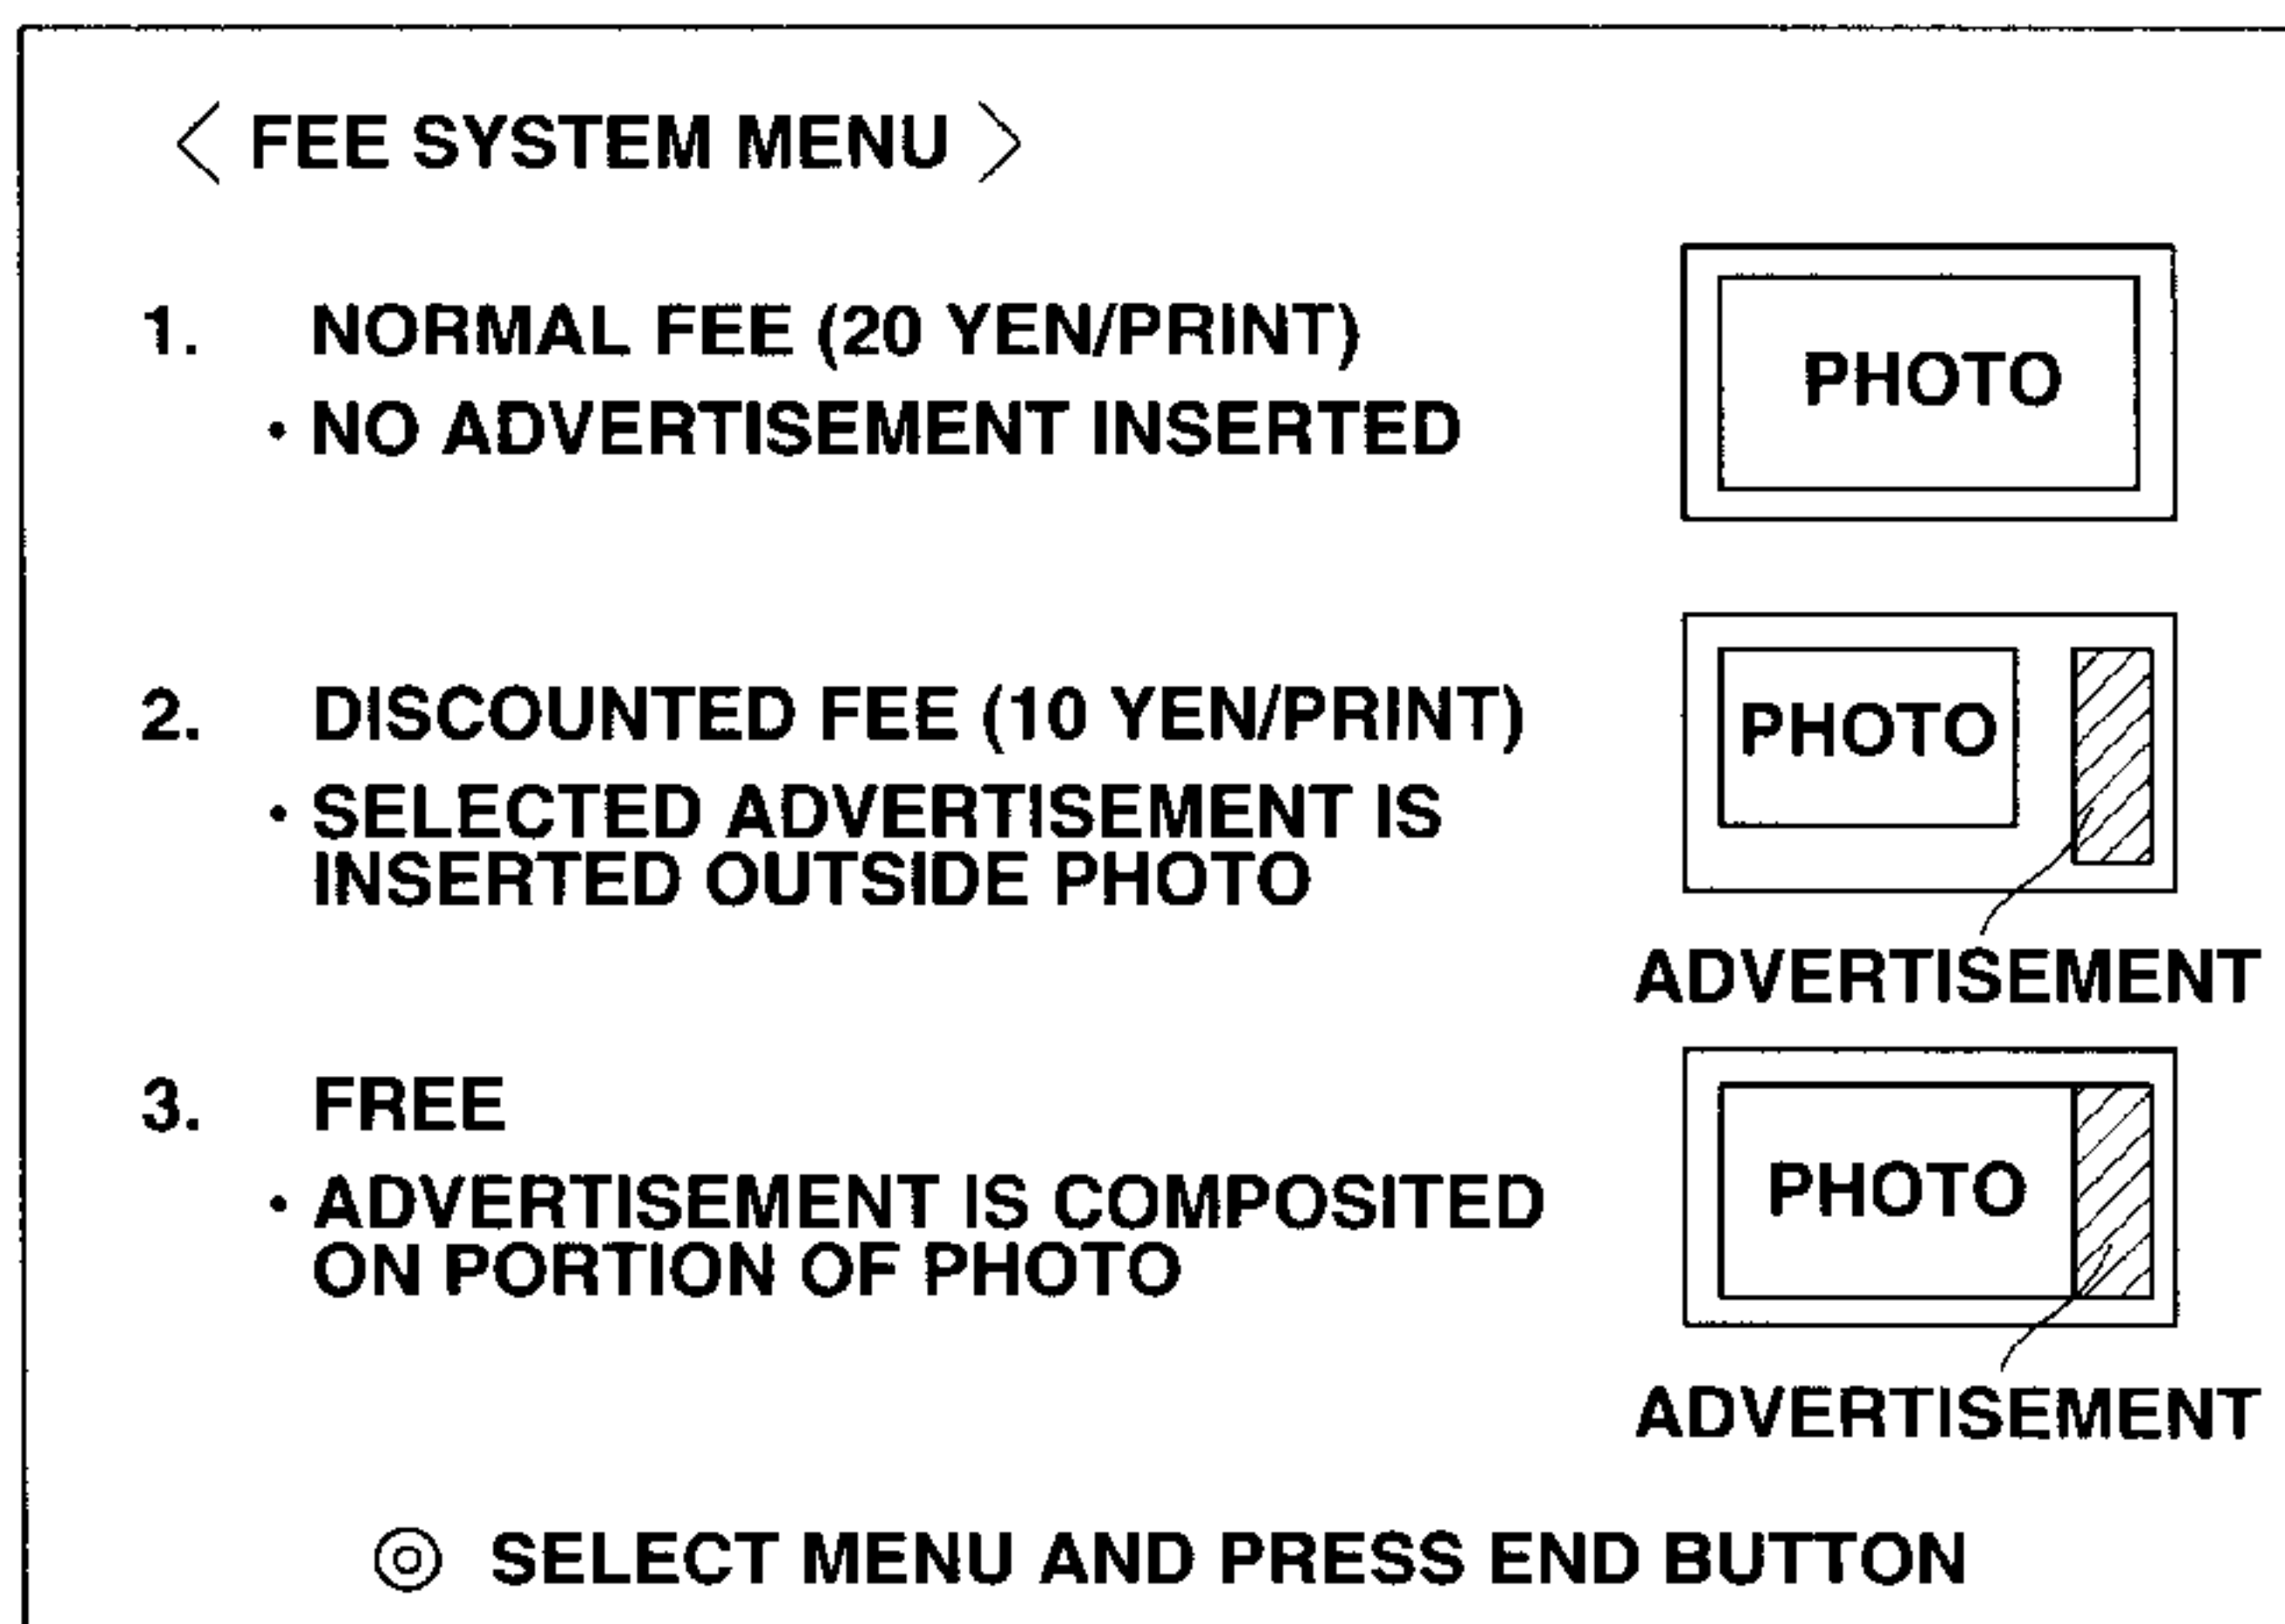 < FEE SYSTEM MENU >
1. NORMAL FEE (20 YEN/PRINT)
• NO ADVERTISEMENT INSERTED
PHOTO
2. DISCOUNTED FEE (10 YEN/PRINT)
• SELECTED ADVERTISEMENT IS
INSERTED OUTSIDE PHOTO
PHOTO
ADVERTISEMENT
3. FREE
• ADVERTISEMENT IS COMPOSITED
ON PORTION OF PHOTO
PHOTO
ADVERTISEMENT
◎ SELECT MENU AND PRESS END BUTTON